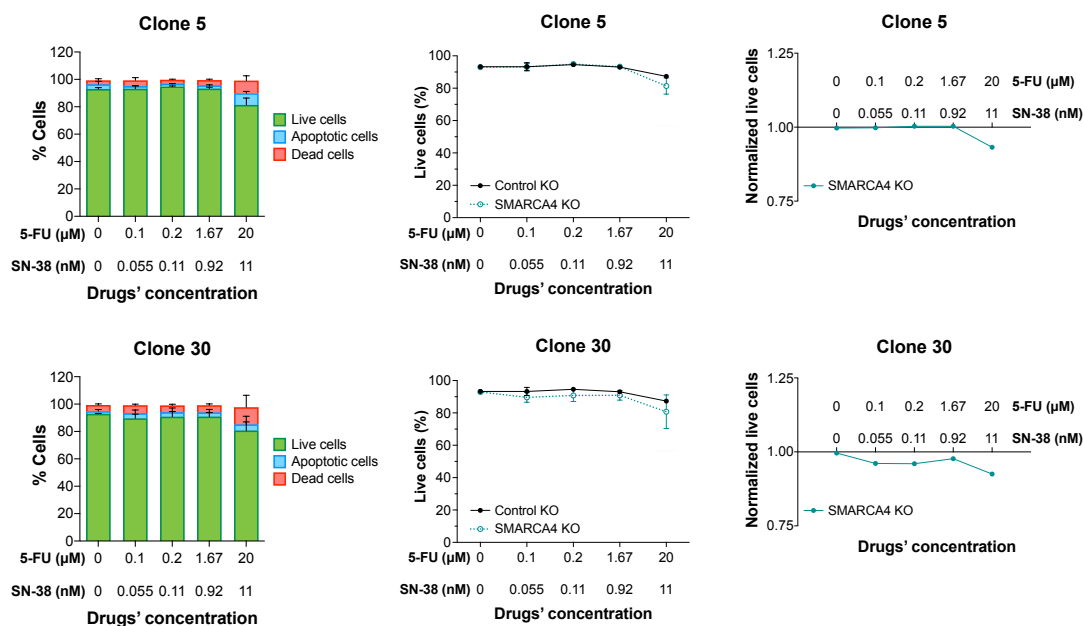 Clone 5
120
100
80
60
40
20
0
% Cells
Live cells
Apoptotic cells
Dead cells
5-FU (µM) 0 0.1 0.2 1.67 20
SN-38 (nM) 0 0.055 0.11 0.92 11
Drugs' concentration
Clone 5
100
80
60
40
20
0
Live cells (%)
Control KO
SMARCA4 KO
5-FU (µM) 0 0.1 0.2 1.67 20
SN-38 (nM) 0 0.055 0.11 0.92 11
Drugs' concentration
Clone 5
1.25
1.00
0.75
Normalized live cells
0 0.1 0.2 1.67 20 5-FU (µM)
0 0.055 0.11 0.92 11 SN-38 (nM)
SMARCA4 KO
Drugs' concentration
Clone 30
120
100
80
60
40
20
0
% Cells
Live cells
Apoptotic cells
Dead cells
5-FU (µM) 0 0.1 0.2 1.67 20
SN-38 (nM) 0 0.055 0.11 0.92 11
Drugs' concentration
Clone 30
100
80
60
40
20
0
Live cells (%)
Control KO
SMARCA4 KO
5-FU (µM) 0 0.1 0.2 1.67 20
SN-38 (nM) 0 0.055 0.11 0.92 11
Drugs' concentration
Clone 30
1.25
1.00
0.75
Normalized live cells
0 0.1 0.2 1.67 20 5-FU (µM)
0 0.055 0.11 0.92 11 SN-38 (nM)
SMARCA4 KO
Drugs' concentration